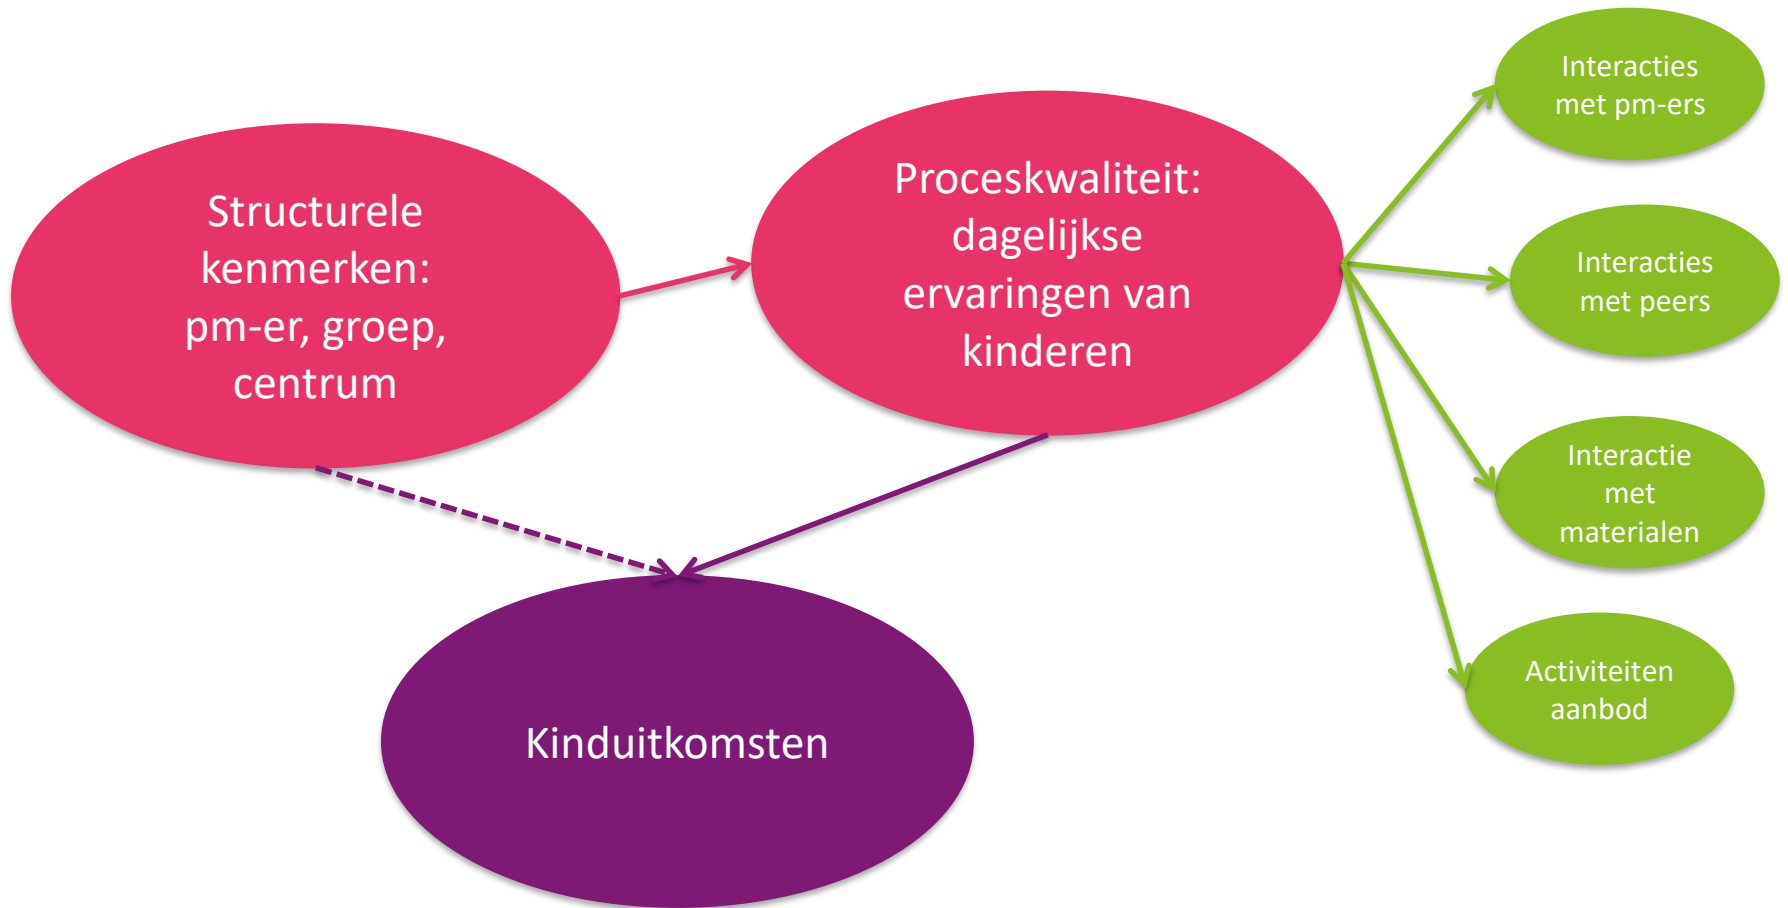 Structurele
kenmerken:
pm-er, groep,
centrum
Proceskwaliteit:
dagelijkse
ervaringen van
kinderen
Interacties
met pm-ers
Interacties
met peers
Interactie
met
materialen
Activiteiten
aanbod
Kinduitkomsten